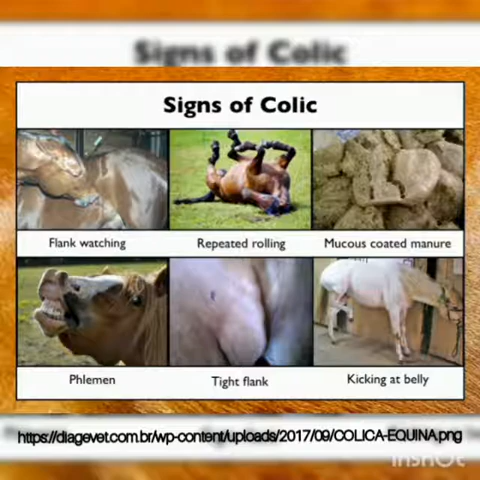 Signs of Colic
Signs of Colic
Flank watching
Repeated rolling
Mucous coated manure
Phlemen
Tight flank
Kicking at belly
https://diagevet.com.br/wp-content/uploads/2017/09/COLICA-EQUINA.png
InShOt